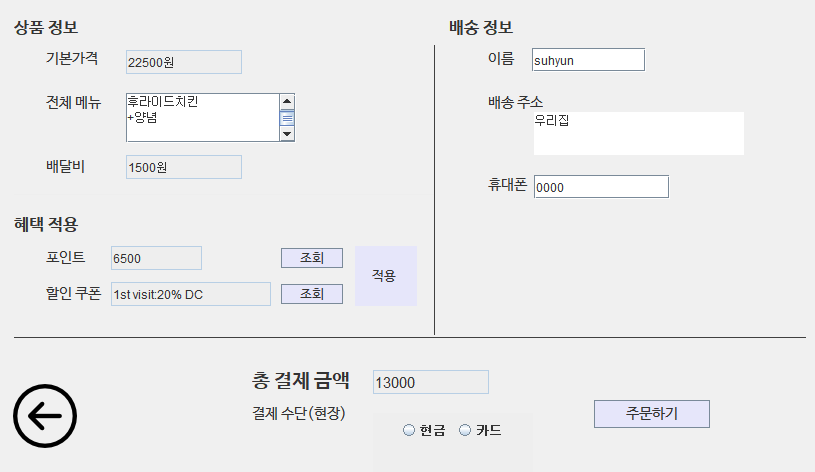 상품 정보
기본가격 22500원
전체 메뉴 후라이드치킨
+양념
배달비 1500원
혜택 적용
포인트 6500 조회
적용
할인 쿠폰 1st visit:20% DC 조회
배송 정보
이름 suhyun
배송 주소
우리집
휴대폰 0000
총 결제 금액 13000
결제 수단(현장)
현금 카드
주문하기